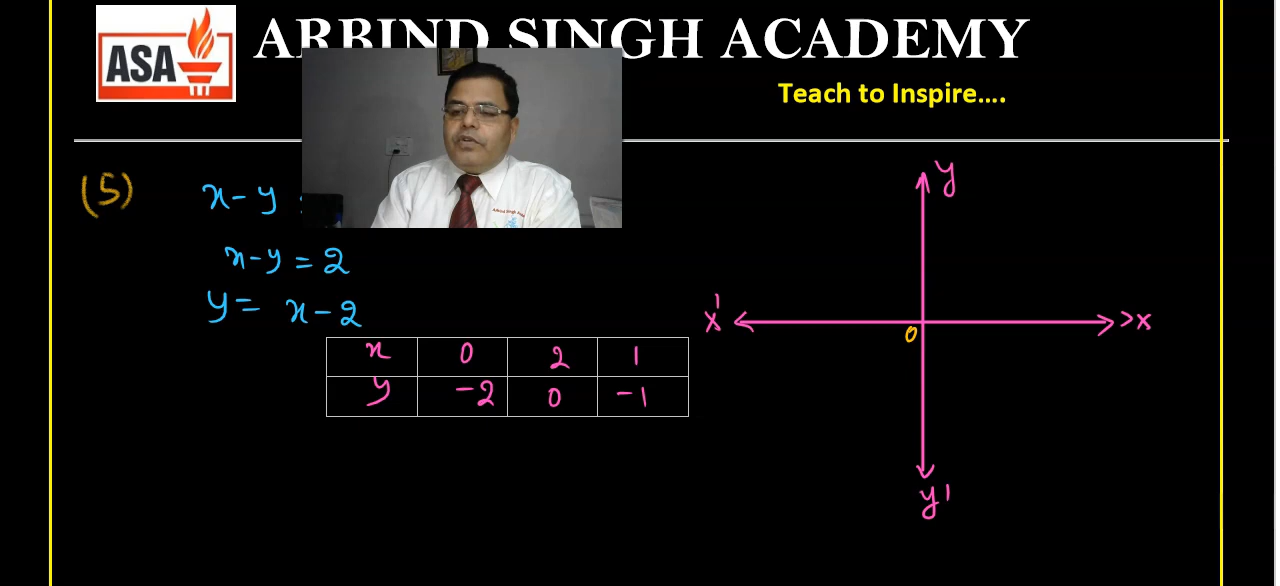 ASA
ARBIND SINGH ACADEMY
Teach to Inspire....
(5)
x - y
x - y = 2
y = x - 2
x 0 2 1
y -2 0 -1
y
x' x
0
y'